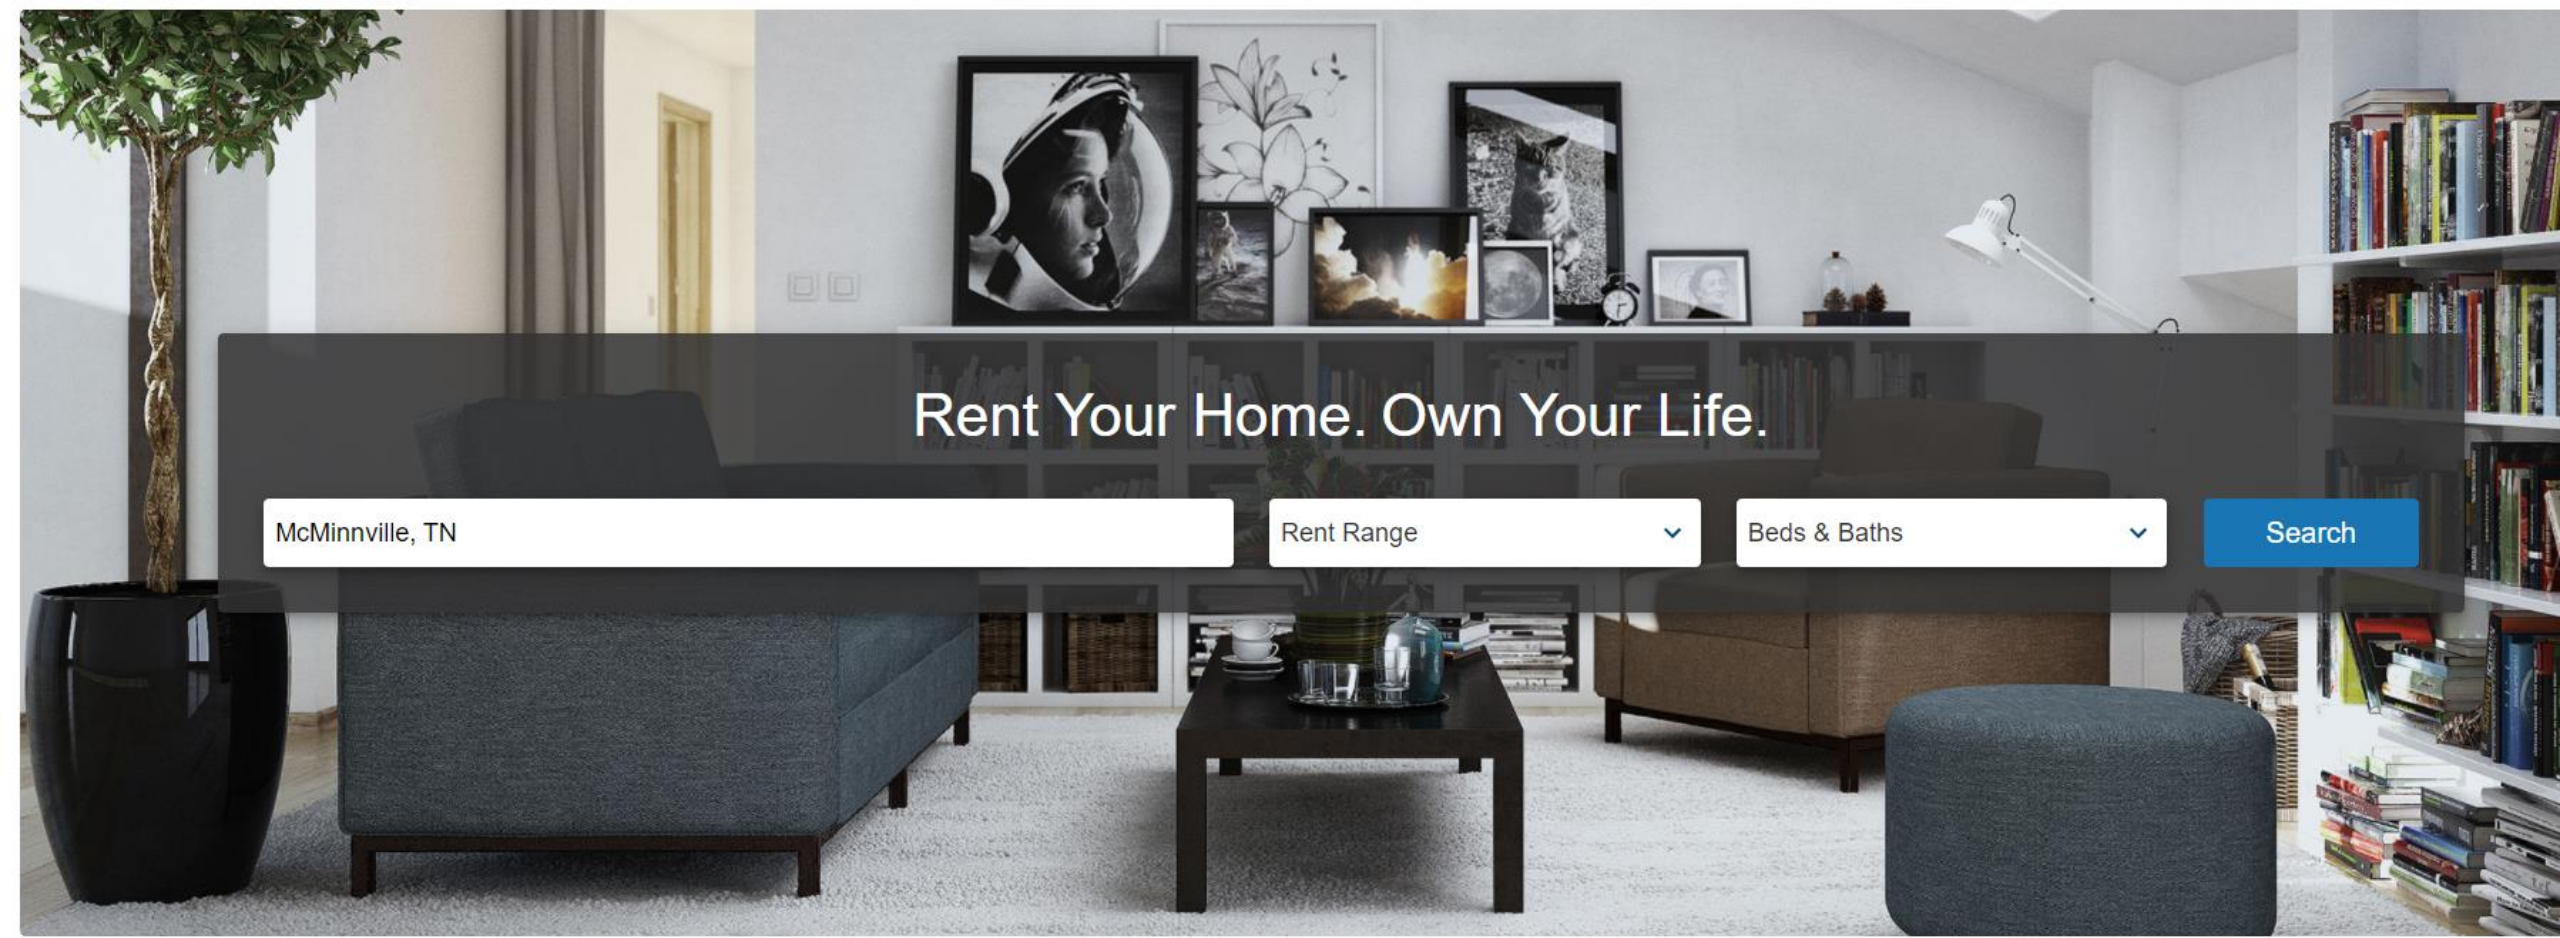 Rent Your Home. Own Your Life.
McMinnville, TN
Rent Range
Beds & Baths
Search